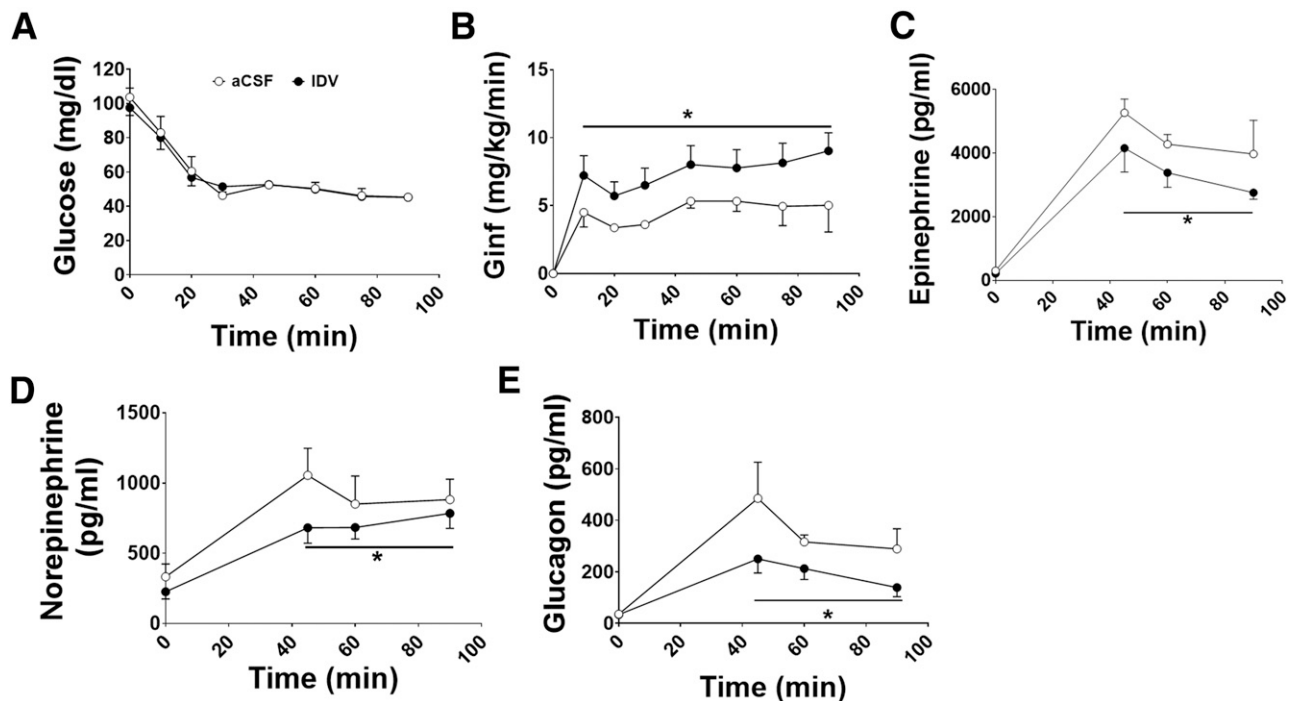 A
Glucose (mg/dl)
120
100
80
60
40
20
0
aCSF IDV
0 20 40 60 80 100
Time (min)
B
Ginf (mg/kg/min)
15
10
5
0
*
0 20 40 60 80 100
Time (min)
C
Epinephrine (pg/ml)
6000
4000
2000
0
*
0 20 40 60 80 100
Time (min)
D
Norepinephrine
(pg/ml)
1500
1000
500
0
*
0 20 40 60 80 100
Time (min)
E
Glucagon (pg/ml)
800
600
400
200
0
*
0 20 40 60 80 100
Time (min)